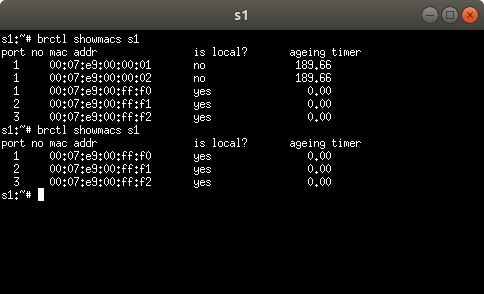 s1
s1:~# brctl showmacs s1
port no mac addr is local? ageing timer
1 00:07:e9:00:00:01 no 189.66
1 00:07:e9:00:00:02 no 189.66
1 00:07:e9:00:ff:f0 yes 0.00
2 00:07:e9:00:ff:f1 yes 0.00
3 00:07:e9:00:ff:f2 yes 0.00
s1:~# brctl showmacs s1
port no mac addr is local? ageing timer
1 00:07:e9:00:ff:f0 yes 0.00
2 00:07:e9:00:ff:f1 yes 0.00
3 00:07:e9:00:ff:f2 yes 0.00
s1:~#